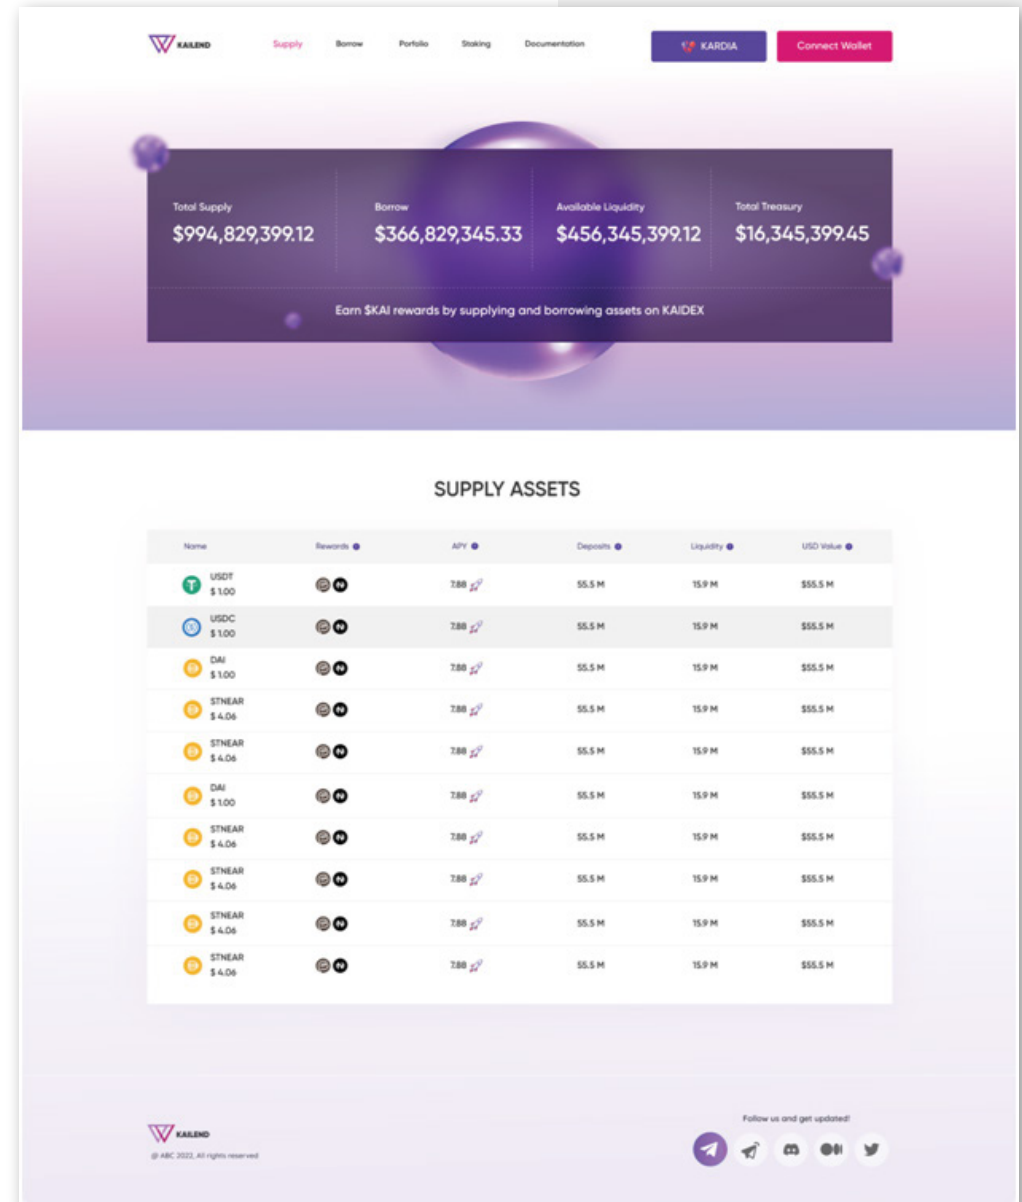 KAILEND
Supply Borrow Porfolio Staking Documentation
KARDIA
Connect Wallet
Total Supply Borrow Available Liquidity Total Treasury
$994,829,399.12 $366,829,345.33 $456,345,399.12 $16,345,399.45
Earn $KAI rewards by supplying and borrowing assets on KAIDEX
SUPPLY ASSETS
Name Rewards APY Deposits Liquidity USD Value
USDT
$ 1.00 7.88 55.5 M 15.9 M $55.5 M
USDC
$ 1.00 7.88 55.5 M 15.9 M $55.5 M
DAI
$ 1.00 7.88 55.5 M 15.9 M $55.5 M
STNEAR
$ 4.06 7.88 55.5 M 15.9 M $55.5 M
STNEAR
$ 4.06 7.88 55.5 M 15.9 M $55.5 M
DAI
$ 1.00 7.88 55.5 M 15.9 M $55.5 M
STNEAR
$ 4.06 7.88 55.5 M 15.9 M $55.5 M
STNEAR
$ 4.06 7.88 55.5 M 15.9 M $55.5 M
STNEAR
$ 4.06 7.88 55.5 M 15.9 M $55.5 M
STNEAR
$ 4.06 7.88 55.5 M 15.9 M $55.5 M
Follow us and get updated!
KAILEND
@ ABC 2022, All rights reserved